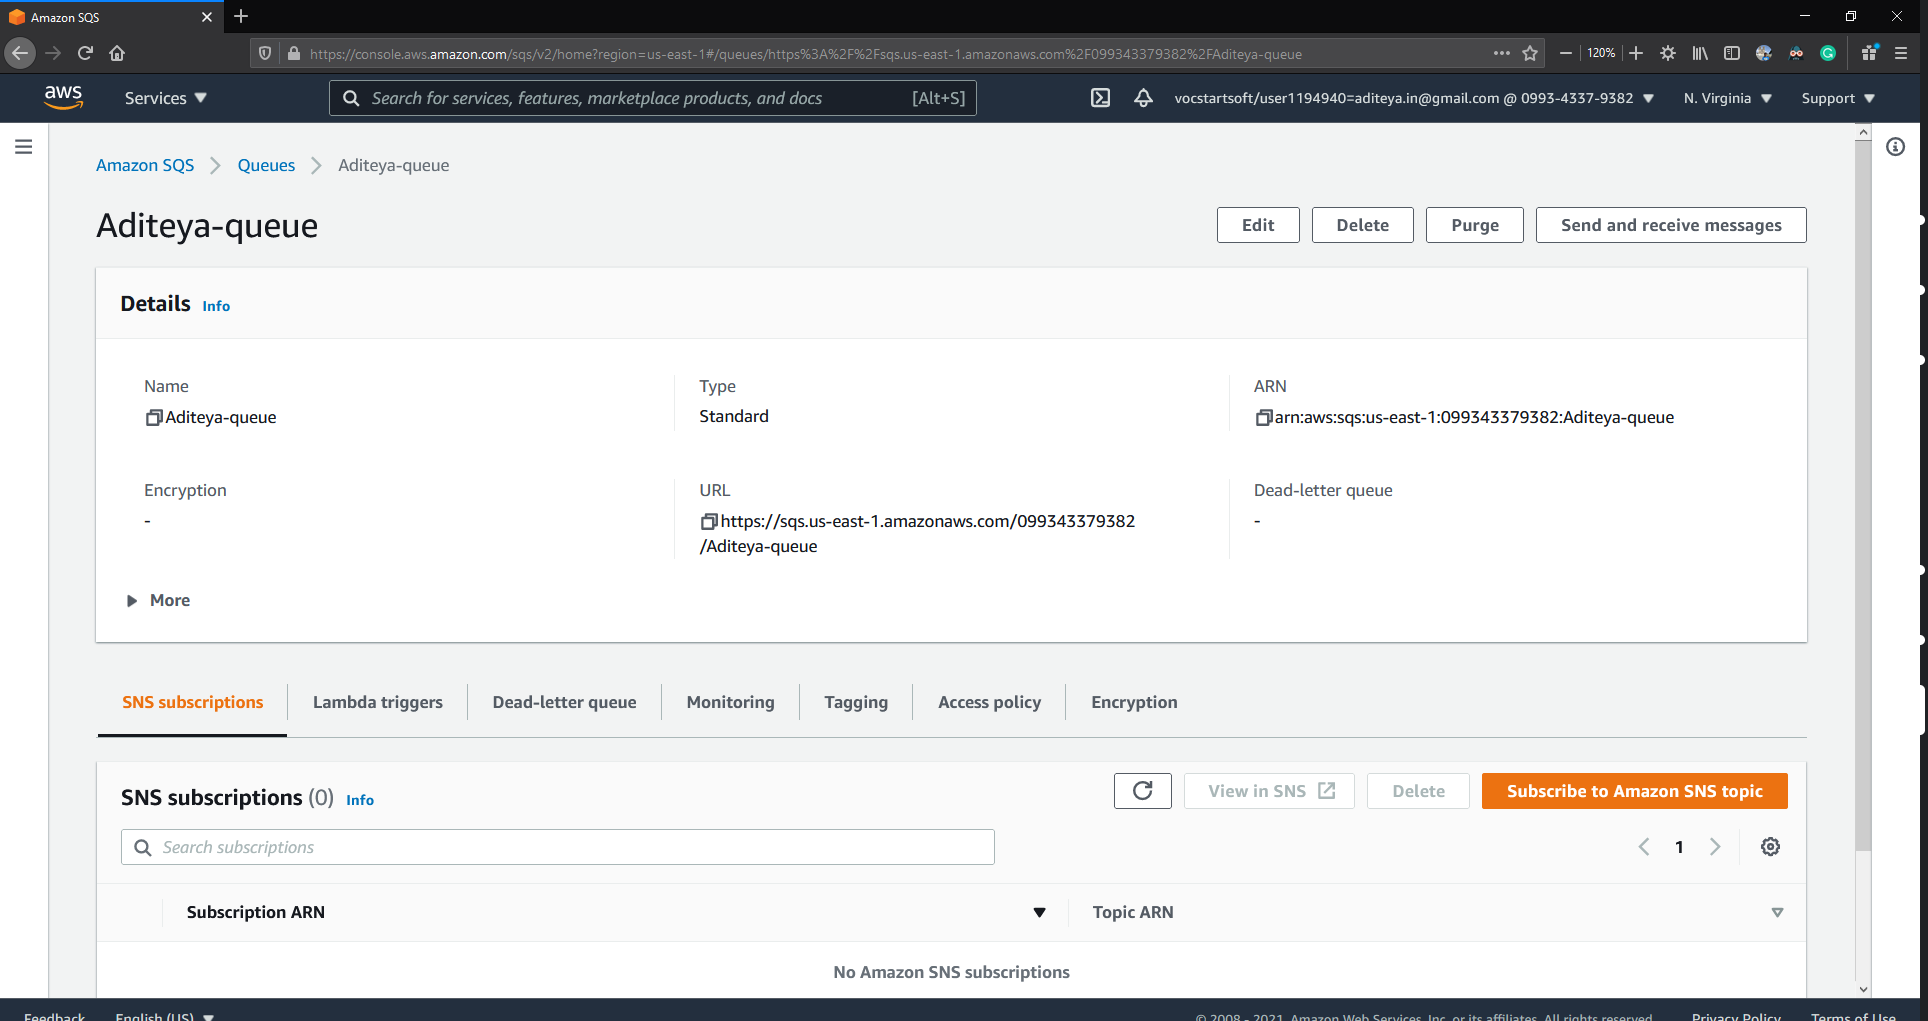 Amazon SQS
https://console.aws.amazon.com/sqs/v2/home?region=us-east-1#/queues/https%3A%2F%2Fsqs.us-east-1.amazonaws.com%2F099343379382%2FAditeya-queue
120%
aws
Services
Search for services, features, marketplace products, and docs
[Alt+S]
vocstartsoft/user1194940=aditeya.in@gmail.com @ 0993-4337-9382
N. Virginia
Support
Amazon SQS
Queues
Aditeya-queue
Aditeya-queue
Edit
Delete
Purge
Send and receive messages
Details Info
Name
Aditeya-queue
Type
Standard
ARN
arn:aws:sqs:us-east-1:099343379382:Aditeya-queue
Encryption
-
URL
https://sqs.us-east-1.amazonaws.com/099343379382
/Aditeya-queue
Dead-letter queue
-
More
SNS subscriptions
Lambda triggers
Dead-letter queue
Monitoring
Tagging
Access policy
Encryption
SNS subscriptions (0) Info
View in SNS
Delete
Subscribe to Amazon SNS topic
Search subscriptions
1
Subscription ARN
Topic ARN
No Amazon SNS subscriptions
Feedback
English (US)
© 2008 - 2021, Amazon Web Services, Inc. or its affiliates. All rights reserved.
Privacy Policy
Terms of Use